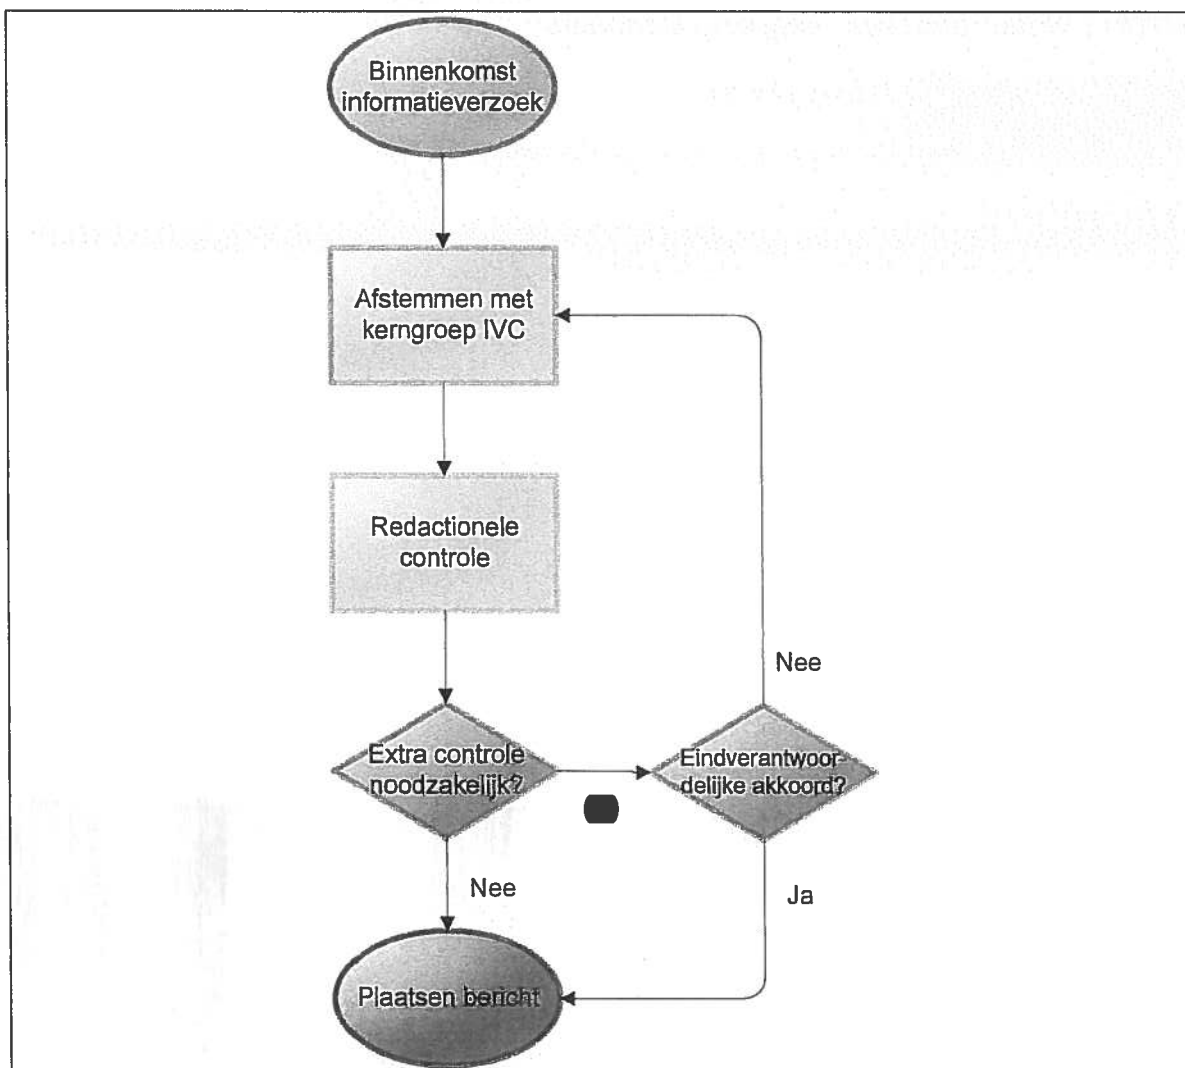 Binnenkomst
informatieverzoek
Afstemmen met
kerngroep IVC
Redactionele
controle
Nee
Extra controle
noodzakelijk?
Eindverantwoor-
delijke akkoord?
Nee
Ja
Plaatsen bericht